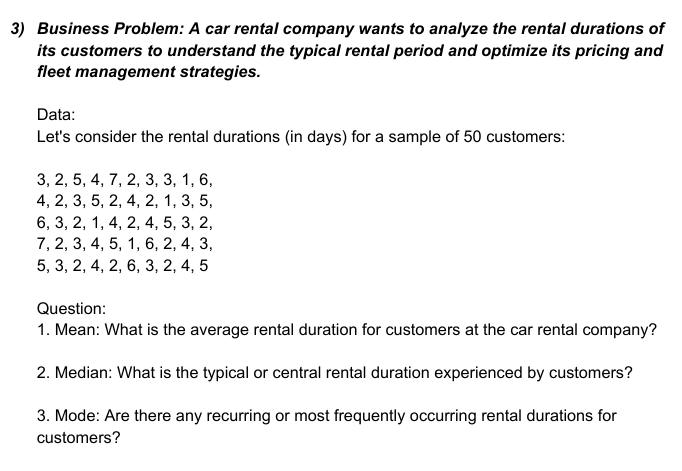 3) Business Problem: A car rental company wants to analyze the rental durations of
its customers to understand the typical rental period and optimize its pricing and
fleet management strategies.
Data:
Let's consider the rental durations (in days) for a sample of 50 customers:
3, 2, 5, 4, 7, 2, 3, 3, 1, 6,
4, 2, 3, 5, 2, 4, 2, 1, 3, 5,
6, 3, 2, 1, 4, 2, 4, 5, 3, 2,
7, 2, 3, 4, 5, 1, 6, 2, 4, 3,
5, 3, 2, 4, 2, 6, 3, 2, 4, 5
Question:
1. Mean: What is the average rental duration for customers at the car rental company?
2. Median: What is the typical or central rental duration experienced by customers?
3. Mode: Are there any recurring or most frequently occurring rental durations for
customers?